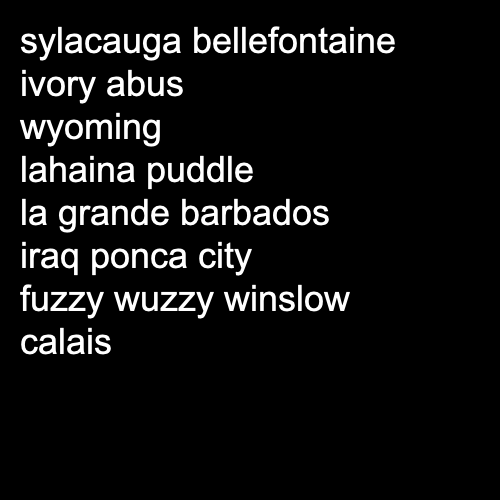 sylacauga bellefontaine
ivory abus
wyoming
lahaina puddle
la grande barbados
iraq ponca city
fuzzy wuzzy winslow
calais